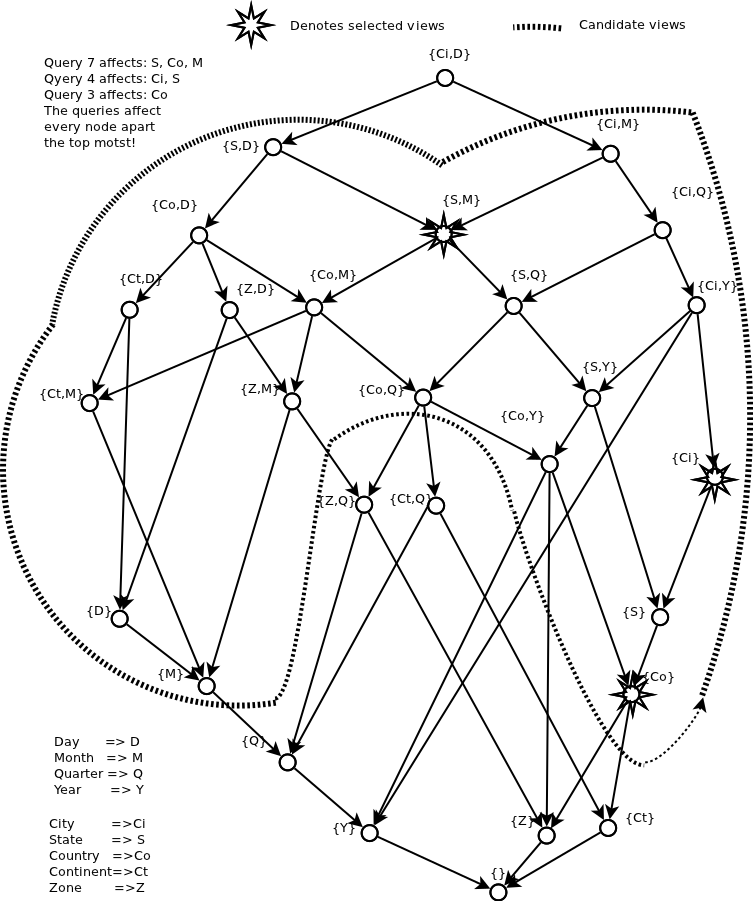 Denotes selected views
Candidate views
Query 7 affects: S, Co, M
Qyery 4 affects: Ci, S
Query 3 affects: Co
The queries affect
every node apart
the top motst!
{Ci,D}
{Ci,M}
{S,D}
{Ci,Q}
{S,M}
{Co,D}
{Co,M}
{S,Q}
{Ct,D}
{Z,D}
{Ci,Y}
{S,Y}
{Ct,M}
{Z,M}
{Co,Q}
{Co,Y}
{Ci}
{Z,Q}
{Ct,Q}
{D}
{S}
{M}
{Co}
{Q}
{Y}
{Z}
{Ct}
{}
Day => D
Month => M
Quarter => Q
Year => Y
City =>Ci
State => S
Country =>Co
Continent=>Ct
Zone =>Z